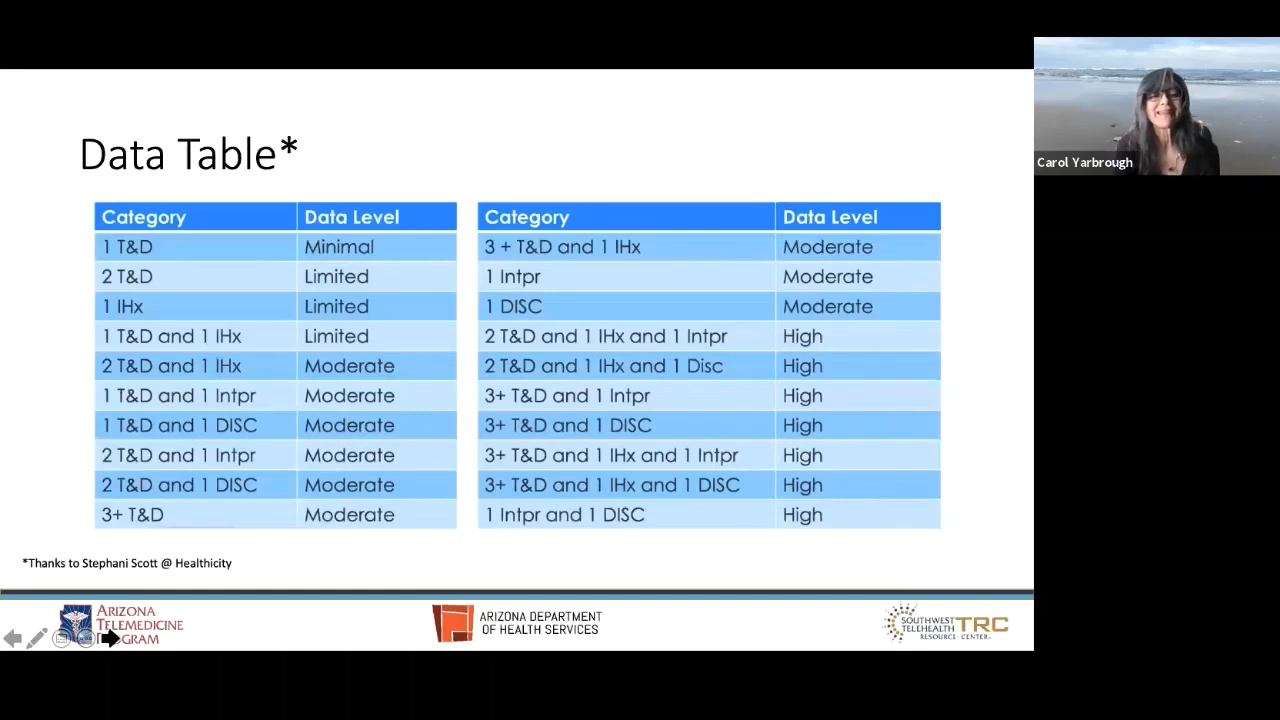 Data Table*
Category Data Level
1 T&D Minimal
2 T&D Limited
1 IHx Limited
1 T&D and 1 IHx Limited
2 T&D and 1 IHx Moderate
1 T&D and 1 Intpr Moderate
1 T&D and 1 DISC Moderate
2 T&D and 1 Intpr Moderate
2 T&D and 1 DISC Moderate
3+ T&D Moderate
Category Data Level
3 + T&D and 1 IHx Moderate
1 Intpr Moderate
1 DISC Moderate
2 T&D and 1 IHx and 1 Intpr High
2 T&D and 1 IHx and 1 Disc High
3+ T&D and 1 Intpr High
3+ T&D and 1 DISC High
3+ T&D and 1 IHx and 1 Intpr High
3+ T&D and 1 IHx and 1 DISC High
1 Intpr and 1 DISC High
*Thanks to Stephani Scott @ Healthicity
ARIZONA
TELEMEDICINE
PROGRAM
ARIZONA DEPARTMENT
OF HEALTH SERVICES
SOUTHWEST
TELEHEALTH
RESOURCE CENTER
TRC
Carol Yarbrough